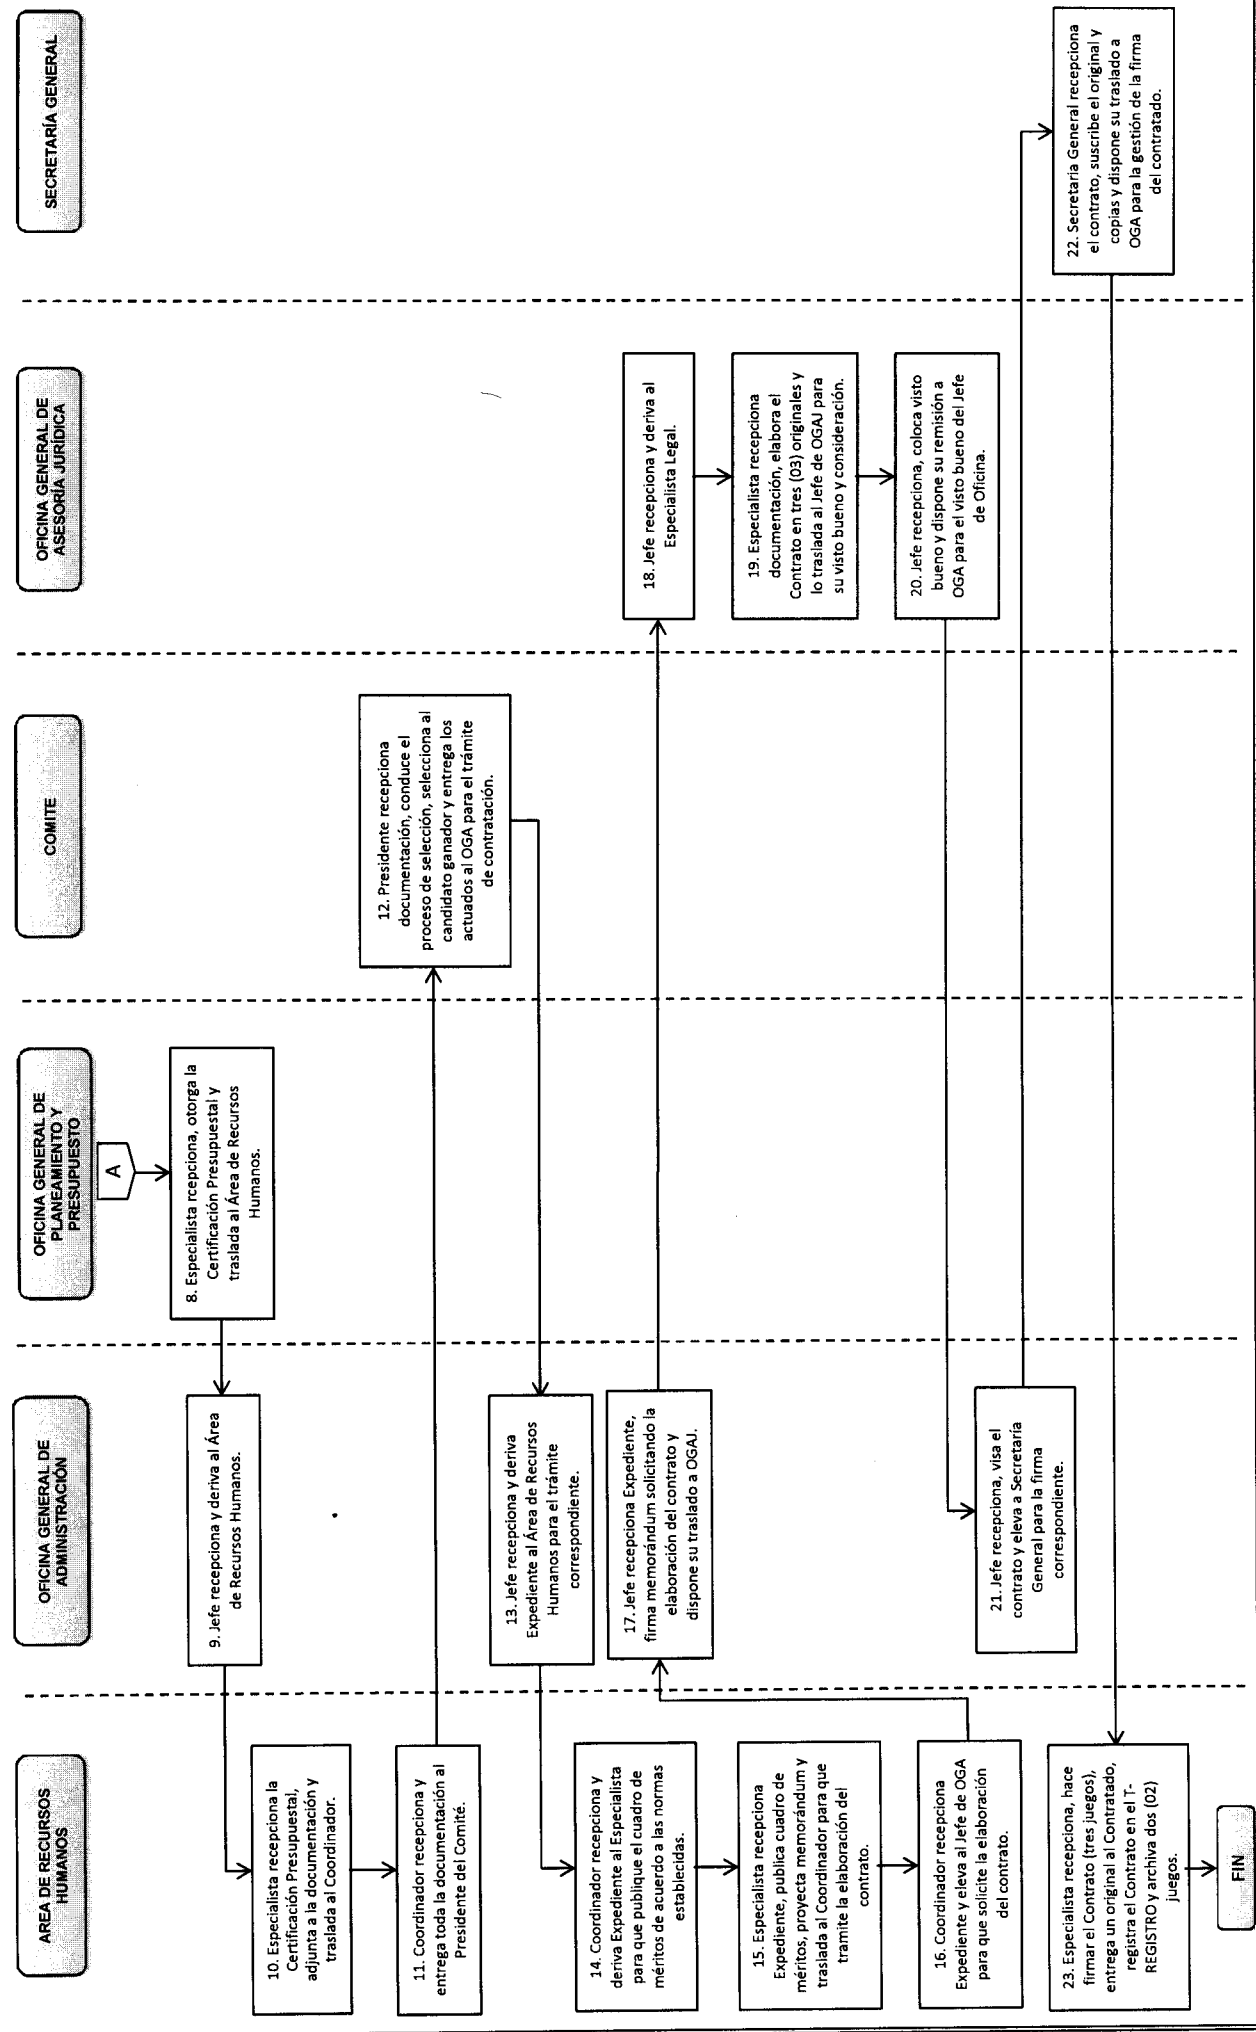 AREA DE RECURSOS
HUMANOS
OFICINA GENERAL DE
ADMINISTRACIÓN
OFICINA GENERAL DE
PLANEAMIENTO Y
PRESUPUESTO
COMITE
OFICINA GENERAL DE
ASESORÍA JURÍDICA
SECRETARÍA GENERAL
A
8. Especialista rcepciona, otorga la
Certificación Presupuestal y
traslada al Área de Recursos
Humanos.
9. Jefe recepciona y deriva al Área
de Recursos Humanos.
10. Especialista recepciona la
Certificación Presupuestal,
adjunta a la documentación y
traslada al Coordinador.
11. Coordinador recepciona y
entrega toda la documentación al
Presidente del Comité.
12. Presidente recepciona
documentación, conduce el
proceso de selección, selecciona al
candidato ganador y entrega los
actuados al OGA para el trámite
de contratación.
13. Jefe recepciona y deriva
Expediente al Área de Recursos
Humanos para el trámite
correspondiente.
14. Coordinador recepciona y
deriva Expediente al Especialista
para que publique el cuadro de
méritos de acuerdo a las normas
establecidas.
15. Especialista recepciona
Expediente, publica cuadro de
méritos, proyecta memorándum y
traslada al Coordinador para que
tramite la elaboración del
contrato.
16. Coordinador recepciona
Expediente y eleva al Jefe de OGA
para que solicite la elaboración
del contrato.
17. Jefe recepciona Expediente,
firma memorándum solicitando la
elaboración del contrato y
dispone su traslado a OGAJ.
18. Jefe recepciona y deriva al
Especialista Legal.
19. Especialista recepciona
documentación, elabora el
Contrato en tres (03) originales y
lo traslada al Jefe de OGAJ para
su visto bueno y consideración.
20. Jefe recepciona, coloca visto
bueno y dispone su remisión a
OGA para el visto bueno del Jefe
de Oficina.
21. Jefe recepciona, visa el
contrato y eleva a Secretaría
General para la firma
correspondiente.
22. Secretaria General recepciona
el contrato, suscribe el original y
copias y dispone su traslado a
OGA para la gestión de la firma
del contratado.
23. Especialista recepciona, hace
firmar el Contrato (tres juegos),
entrega un original al Contratado,
registra el Contrato en el T-
REGISTRO y archiva dos (02)
juegos.
FIN